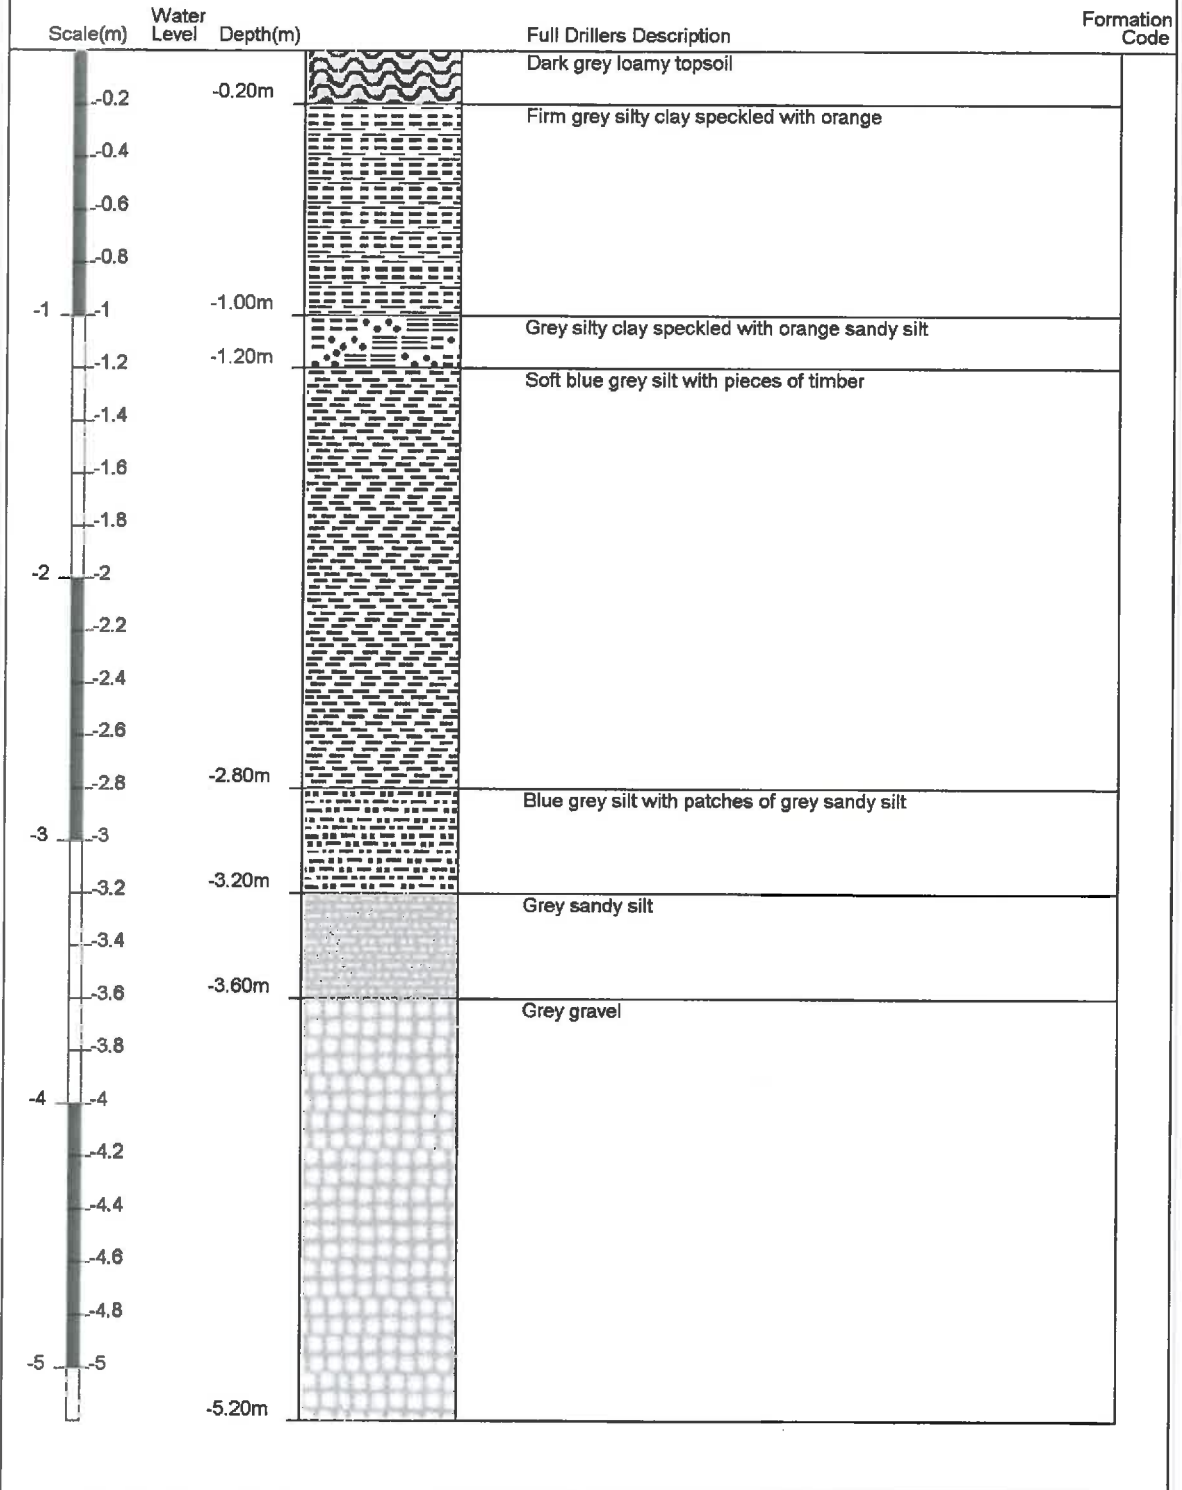 Scale(m) Water Level Depth(m) Full Drillers Description Formation Code
Dark grey loamy topsoil
-0.2 -0.20m
Firm grey silty clay speckled with orange
-0.4
-0.6
-0.8
-1 -1 -1.00m
Grey silty clay speckled with orange sandy silt
-1.2 -1.20m
Soft blue grey silt with pieces of timber
-1.4
-1.6
-1.8
-2 -2
-2.2
-2.4
-2.6
-2.8 -2.80m
Blue grey silt with patches of grey sandy silt
-3 -3
-3.2 -3.20m
Grey sandy silt
-3.4
-3.6 -3.60m
Grey gravel
-3.8
-4 -4
-4.2
-4.4
-4.6
-4.8
-5 -5
-5.20m